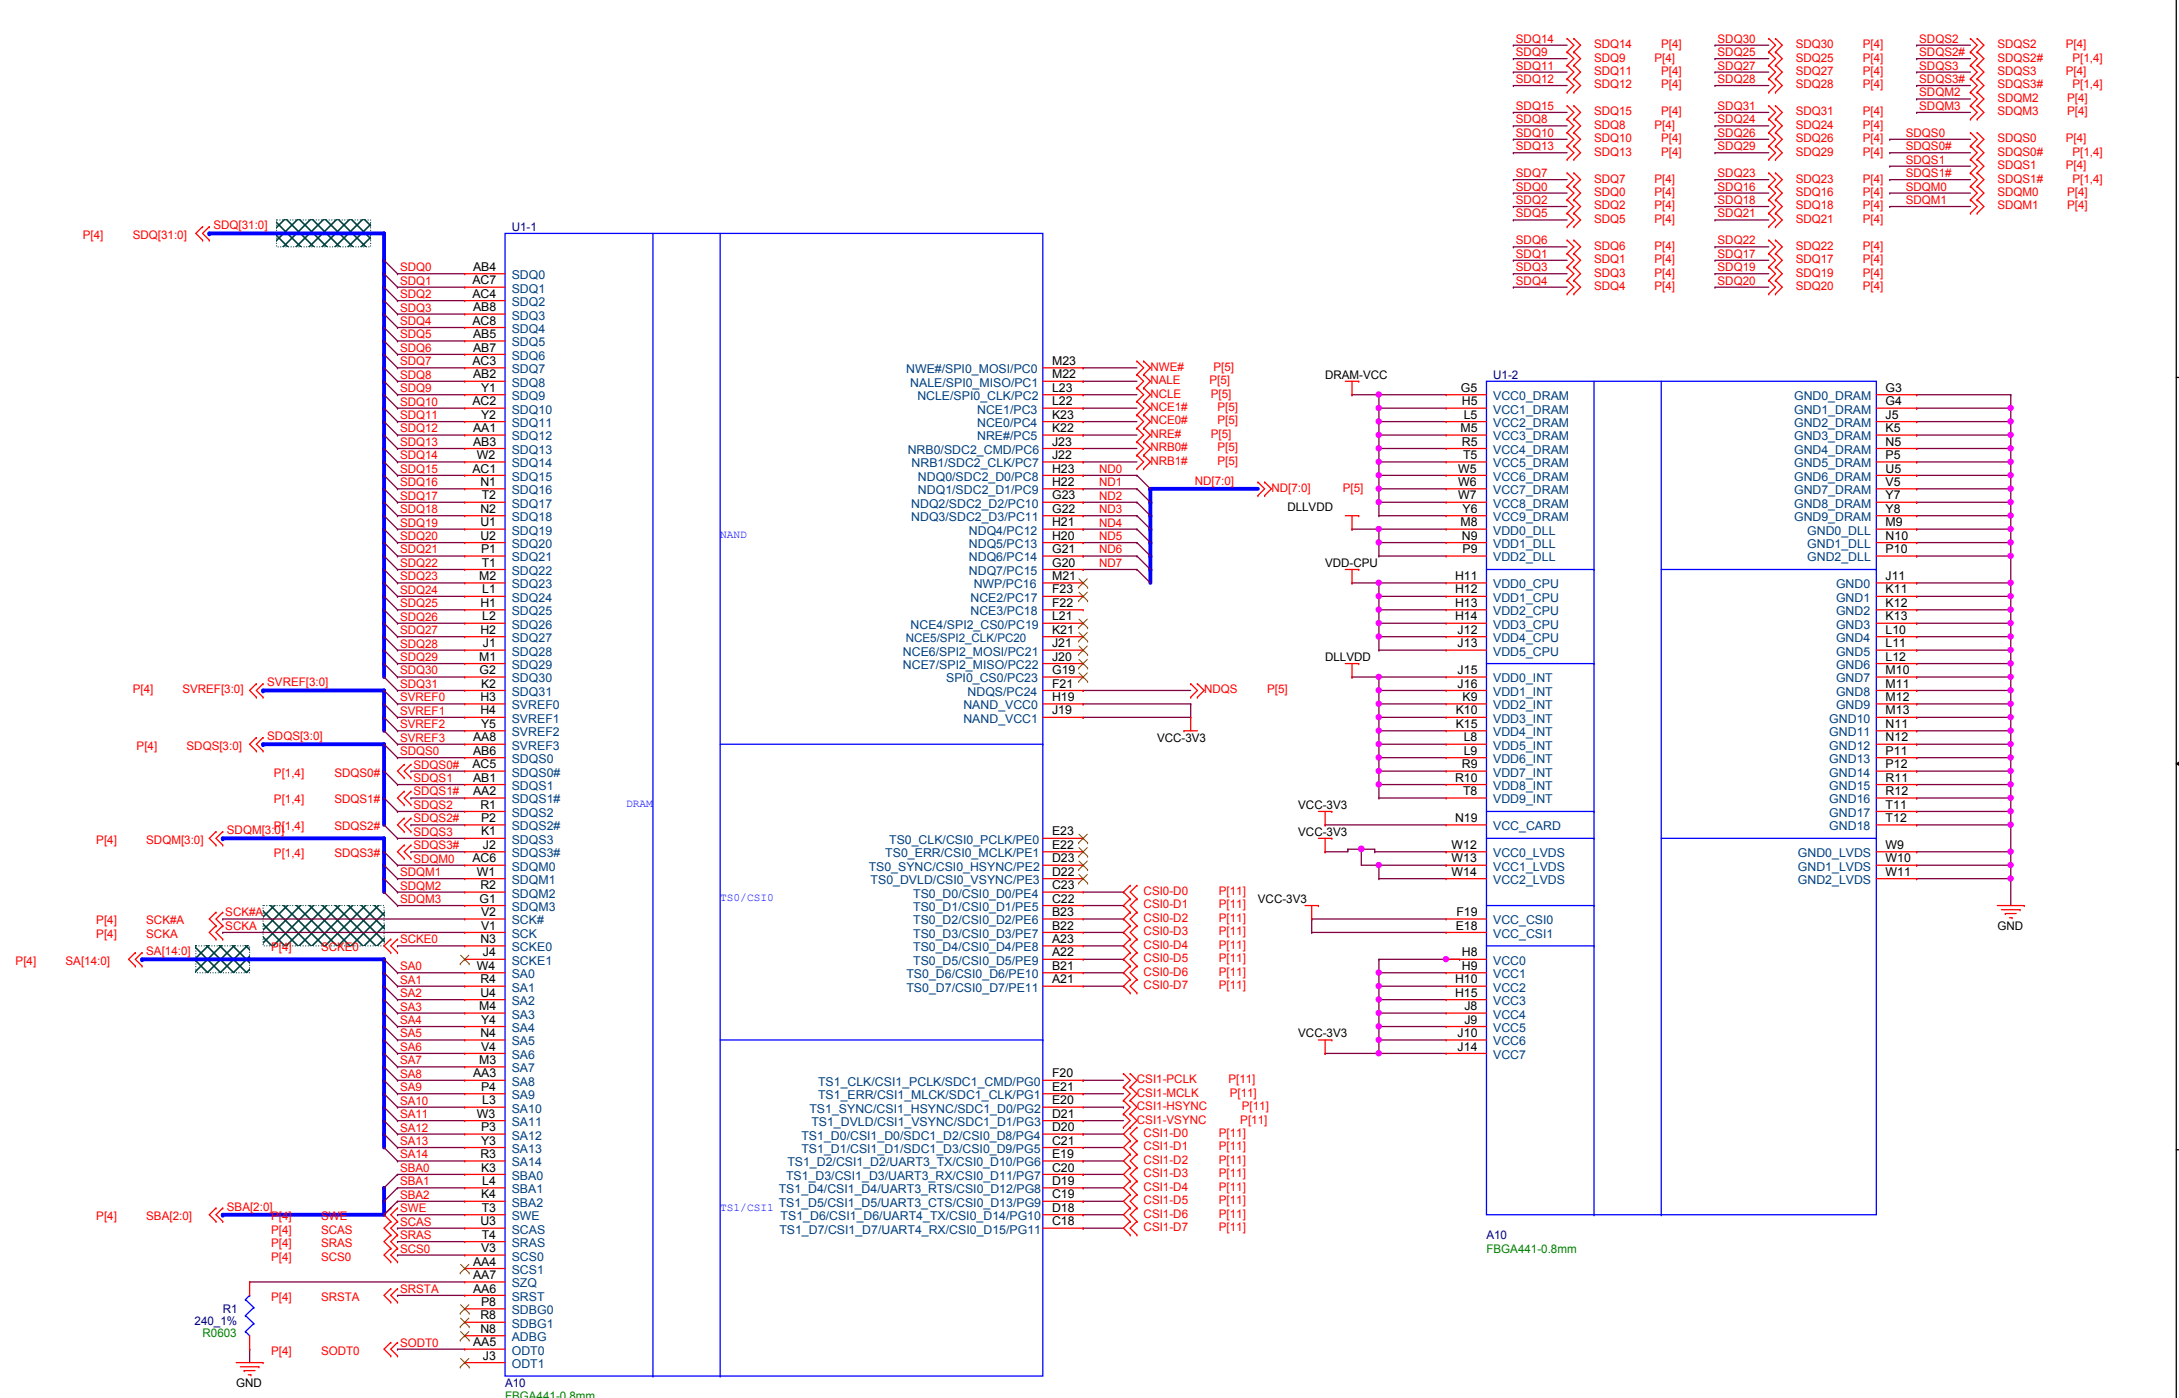 SDQ14 SDQ14 P[4] SDQ30 SDQ30 P[4] SDQS2 SDQS2 P[4]
SDQ9 SDQ9 P[4] SDQ25 SDQ25 P[4] SDQS2# SDQS2# P[1,4]
SDQ11 SDQ11 P[4] SDQ27 SDQ27 P[4] SDQS3 SDQS3 P[4]
SDQ12 SDQ12 P[4] SDQ28 SDQ28 P[4] SDQS3# SDQS3# P[1,4]
SDQM2 SDQM2 P[4]
SDQ15 SDQ15 P[4] SDQ31 SDQ31 P[4] SDQM3 SDQM3 P[4]
SDQ8 SDQ8 P[4] SDQ24 SDQ24 P[4]
SDQ10 SDQ10 P[4] SDQ26 SDQ26 P[4] SDQS0 SDQS0 P[4]
SDQ13 SDQ13 P[4] SDQ29 SDQ29 P[4] SDQS0# SDQS0# P[1,4]
SDQS1 SDQS1 P[4]
SDQ7 SDQ7 P[4] SDQ23 SDQ23 P[4] SDQS1# SDQS1# P[1,4]
SDQ0 SDQ0 P[4] SDQ16 SDQ16 P[4] SDQM0 SDQM0 P[4]
SDQ2 SDQ2 P[4] SDQ18 SDQ18 P[4] SDQM1 SDQM1 P[4]
SDQ5 SDQ5 P[4] SDQ21 SDQ21 P[4]
SDQ6 SDQ6 P[4] SDQ22 SDQ22 P[4]
SDQ1 SDQ1 P[4] SDQ17 SDQ17 P[4]
SDQ3 SDQ3 P[4] SDQ19 SDQ19 P[4]
SDQ4 SDQ4 P[4] SDQ20 SDQ20 P[4]
U1-1
P[4] SDQ[31:0] SDQ[31:0]
SDQ0 AB4 SDQ0
SDQ1 AC7 SDQ1
SDQ2 AC4 SDQ2
SDQ3 AB8 SDQ3
SDQ4 AC8 SDQ4
SDQ5 AB5 SDQ5
SDQ6 AB7 SDQ6
SDQ7 AC3 SDQ7
SDQ8 AB2 SDQ8
SDQ9 Y1 SDQ9
SDQ10 AC2 SDQ10
SDQ11 Y2 SDQ11
SDQ12 AA1 SDQ12
SDQ13 AB3 SDQ13
SDQ14 W2 SDQ14
SDQ15 AC1 SDQ15
SDQ16 N1 SDQ16
SDQ17 T2 SDQ17
SDQ18 N2 SDQ18
SDQ19 U1 SDQ19
SDQ20 U2 SDQ20
SDQ21 P1 SDQ21
SDQ22 T1 SDQ22
SDQ23 M2 SDQ23
SDQ24 L1 SDQ24
SDQ25 H1 SDQ25
SDQ26 L2 SDQ26
SDQ27 H2 SDQ27
SDQ28 J1 SDQ28
SDQ29 M1 SDQ29
SDQ30 G2 SDQ30
SDQ31 K2 SDQ31
P[4] SVREF[3:0] SVREF[3:0]
SVREF0 H3 SVREF0
SVREF1 H4 SVREF1
SVREF2 Y5 SVREF2
SVREF3 AA8 SVREF3
P[4] SDQS[3:0] SDQS[3:0]
SDQS0 AB6 SDQS0
P[1,4] SDQS0# SDQS0# AC5 SDQS0#
SDQS1 AB1 SDQS1
P[1,4] SDQS1# SDQS1# AA2 SDQS1#
SDQS2 R1 SDQS2
P[1,4] SDQS2# SDQS2# P2 SDQS2#
P[4] SDQM[3:0] SDQM[3:0]
SDQS3 K1 SDQS3
P[1,4] SDQS3# SDQS3# J2 SDQS3#
SDQM0 AC6 SDQM0
SDQM1 W1 SDQM1
SDQM2 R2 SDQM2
SDQM3 G1 SDQM3
P[4] SCK#A SCK#A V2 SCK#
P[4] SCKA SCKA V1 SCK
P[4] SCKE0 SCKE0 N3 SCKE0
J4 SCKE1
P[4] SA[14:0] SA[14:0]
SA0 W4 SA0
SA1 R4 SA1
SA2 U4 SA2
SA3 M4 SA3
SA4 Y4 SA4
SA5 N4 SA5
SA6 V4 SA6
SA7 M3 SA7
SA8 AA3 SA8
SA9 P4 SA9
SA10 L3 SA10
SA11 W3 SA11
SA12 P3 SA12
SA13 Y3 SA13
SA14 R3 SA14
SBA0 K3 SBA0
SBA1 L4 SBA1
SBA2 K4 SBA2
P[4] SBA[2:0] SBA[2:0]
P[4] SWE SWE T3 SWE
P[4] SCAS SCAS U3 SCAS
P[4] SRAS SRAS T4 SRAS
P[4] SCS0 SCS0 V3 SCS0
AA4 SCS1
AA7 SZQ
P[4] SRSTA SRSTA AA6 SRST
P8 SDBG0
R8 SDBG1
N8 ADBG
P[4] SODT0 SODT0 AA5 ODT0
J3 ODT1
R1
240_1%
R0603
GND
A10
FBGA441-0.8mm
DRAM
NAND
NWE#/SPI0_MOSI/PC0 M23 NWE# P[5]
NALE/SPI0_MISO/PC1 M22 NALE P[5]
NCLE/SPI0_CLK/PC2 L23 NCLE P[5]
NCE1/PC3 L22 NCE1# P[5]
NCE0/PC4 K23 NCE0# P[5]
NRE#/PC5 K22 NRE# P[5]
NRB0/SDC2_CMD/PC6 J23 NRB0# P[5]
NRB1/SDC2_CLK/PC7 J22 NRB1# P[5]
NDQ0/SDC2_D0/PC8 H23 ND0
NDQ1/SDC2_D1/PC9 H22 ND1 ND[7:0] ND[7:0] P[5]
NDQ2/SDC2_D2/PC10 G23 ND2
NDQ3/SDC2_D3/PC11 G22 ND3
NDQ4/PC12 H21 ND4
NDQ5/PC13 H20 ND5
NDQ6/PC14 G21 ND6
NDQ7/PC15 G20 ND7
NWP/PC16 M21
NCE2/PC17 F23
NCE3/PC18 F22
NCE4/SPI2_CS0/PC19 L21
NCE5/SPI2_CLK/PC20 K21
NCE6/SPI2_MOSI/PC21 J21
NCE7/SPI2_MISO/PC22 J20
SPI0_CS0/PC23 G19
NDQS/PC24 F21 NDQS P[5]
NAND_VCC0 H19
NAND_VCC1 J19
VCC-3V3
TS0/CSI0
TS0_CLK/CSI0_PCLK/PE0 E23
TS0_ERR/CSI0_MCLK/PE1 E22
TS0_SYNC/CSI0_HSYNC/PE2 D23
TS0_DVLD/CSI0_VSYNC/PE3 D22
TS0_D0/CSI0_D0/PE4 C23 CSI0-D0 P[11]
TS0_D1/CSI0_D1/PE5 C22 CSI0-D1 P[11]
TS0_D2/CSI0_D2/PE6 B23 CSI0-D2 P[11]
TS0_D3/CSI0_D3/PE7 B22 CSI0-D3 P[11]
TS0_D4/CSI0_D4/PE8 A23 CSI0-D4 P[11]
TS0_D5/CSI0_D5/PE9 A22 CSI0-D5 P[11]
TS0_D6/CSI0_D6/PE10 B21 CSI0-D6 P[11]
TS0_D7/CSI0_D7/PE11 A21 CSI0-D7 P[11]
TS1/CSI1
TS1_CLK/CSI1_PCLK/SDC1_CMD/PG0 F20 CSI1-PCLK P[11]
TS1_ERR/CSI1_MLCK/SDC1_CLK/PG1 E21 CSI1-MCLK P[11]
TS1_SYNC/CSI1_HSYNC/SDC1_D0/PG2 E20 CSI1-HSYNC P[11]
TS1_DVLD/CSI1_VSYNC/SDC1_D1/PG3 D21 CSI1-VSYNC P[11]
TS1_D0/CSI1_D0/SDC1_D2/CSI0_D8/PG4 D20 CSI1-D0 P[11]
TS1_D1/CSI1_D1/SDC1_D3/CSI0_D9/PG5 C21 CSI1-D1 P[11]
TS1_D2/CSI1_D2/UART3_TX/CSI0_D10/PG6 E19 CSI1-D2 P[11]
TS1_D3/CSI1_D3/UART3_RX/CSI0_D11/PG7 C20 CSI1-D3 P[11]
TS1_D4/CSI1_D4/UART3_RTS/CSI0_D12/PG8 D19 CSI1-D4 P[11]
TS1_D5/CSI1_D5/UART3_CTS/CSI0_D13/PG9 C19 CSI1-D5 P[11]
TS1_D6/CSI1_D6/UART4_TX/CSI0_D14/PG10 D18 CSI1-D6 P[11]
TS1_D7/CSI1_D7/UART4_RX/CSI0_D15/PG11 C18 CSI1-D7 P[11]
U1-2
DRAM-VCC
G5 VCC0_DRAM GND0_DRAM G3
H5 VCC1_DRAM GND1_DRAM G4
L5 VCC2_DRAM GND2_DRAM J5
M5 VCC3_DRAM GND3_DRAM K5
R5 VCC4_DRAM GND4_DRAM N5
T5 VCC5_DRAM GND5_DRAM P5
W5 VCC6_DRAM GND6_DRAM U5
W6 VCC7_DRAM GND7_DRAM V5
W7 VCC8_DRAM GND8_DRAM Y7
Y6 VCC9_DRAM GND9_DRAM Y8
DLLVDD
M8 VDD0_DLL GND0_DLL M9
N9 VDD1_DLL GND1_DLL N10
P9 VDD2_DLL GND2_DLL P10
VDD-CPU
H11 VDD0_CPU GND0 J11
H12 VDD1_CPU GND1 K11
H13 VDD2_CPU GND2 K12
H14 VDD3_CPU GND3 K13
J12 VDD4_CPU GND4 L10
J13 VDD5_CPU GND5 L11
DLLVDD
GND6 L12
J15 VDD0_INT GND7 M10
J16 VDD1_INT GND8 M11
K9 VDD2_INT GND9 M12
K10 VDD3_INT GND10 M13
K15 VDD4_INT GND11 N11
L8 VDD5_INT GND12 N12
L9 VDD6_INT GND13 P11
R9 VDD7_INT GND14 P12
R10 VDD8_INT GND15 R11
T8 VDD9_INT GND16 R12
VCC-3V3
GND17 T11
N19 VCC_CARD GND18 T12
VCC-3V3
W12 VCC0_LVDS GND0_LVDS W9
W13 VCC1_LVDS GND1_LVDS W10
W14 VCC2_LVDS GND2_LVDS W11
VCC-3V3
F19 VCC_CSI0
E18 VCC_CSI1
GND
H8 VCC0
H9 VCC1
H10 VCC2
H15 VCC3
J8 VCC4
J9 VCC5
VCC-3V3
J10 VCC6
J14 VCC7
A10
FBGA441-0.8mm